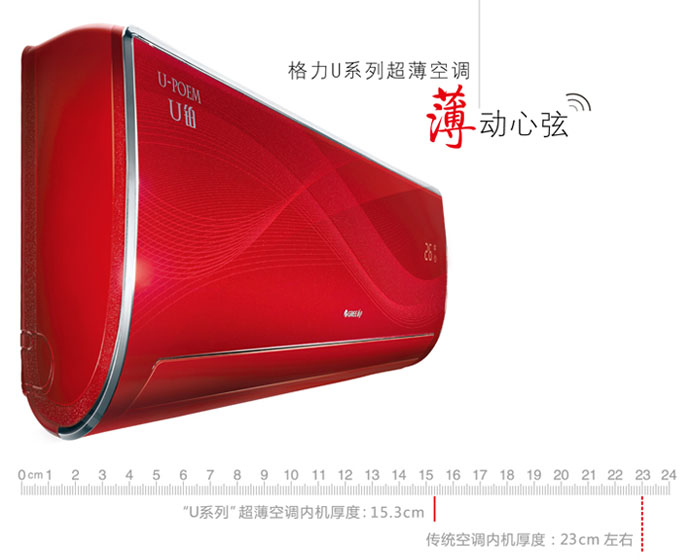 格力U系列超薄空调
薄动心弦
U-POEM
U铂
26
GREE
0cm 1 2 3 4 5 6 7 8 9 10 11 12 13 14 15 16 17 18 19 20 21 22 23 24
“U系列”超薄空调内机厚度：15.3cm
传统空调内机厚度：23cm 左右